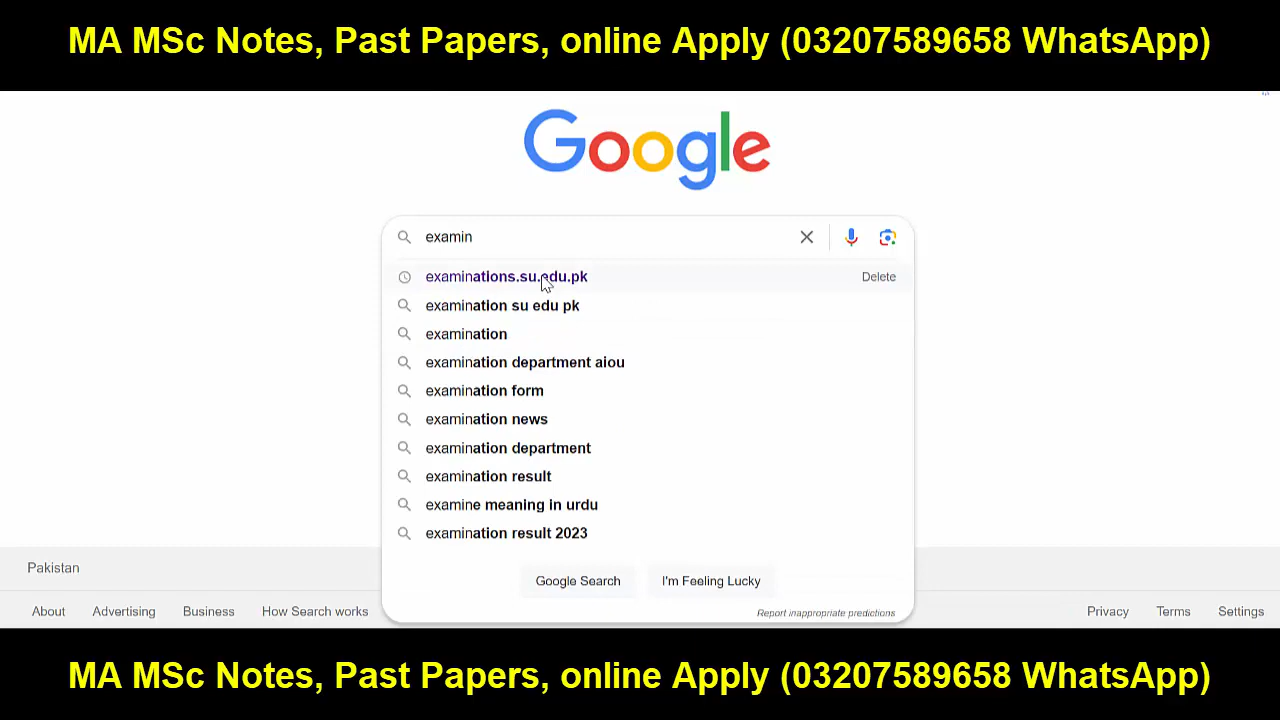 MA MSc Notes, Past Papers, online Apply (03207589658 WhatsApp)
Google
examin
examinations.su.edu.pk Delete
examination su edu pk
examination
examination department aiou
examination form
examination news
examination department
examination result
examine meaning in urdu
examination result 2023
Google Search I'm Feeling Lucky
Report inappropriate predictions
Pakistan
About Advertising Business How Search works Privacy Terms Settings
MA MSc Notes, Past Papers, online Apply (03207589658 WhatsApp)